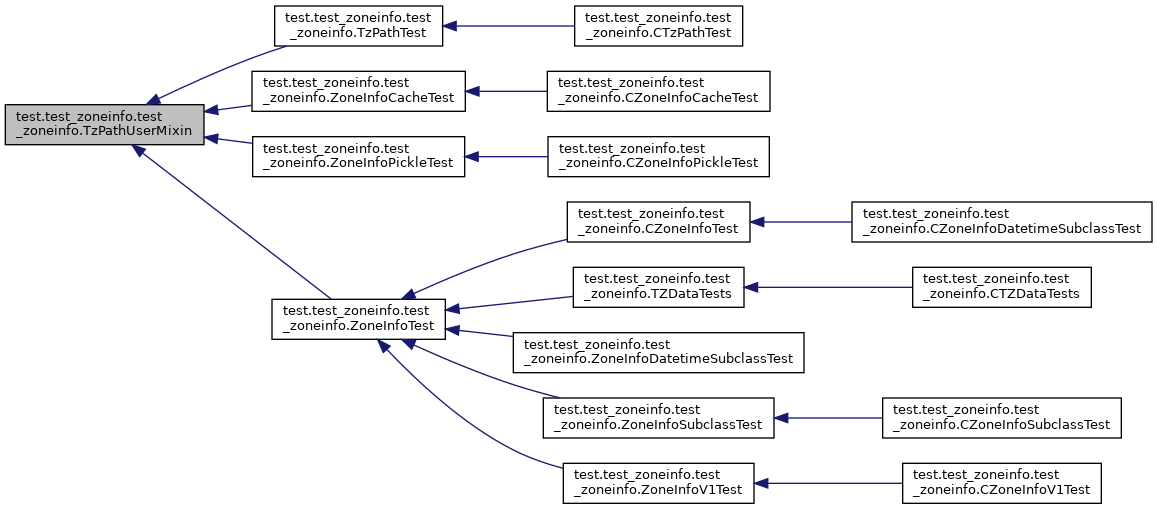 test.test_zoneinfo.test
_zoneinfo.TzPathTest
test.test_zoneinfo.test
_zoneinfo.CTzPathTest
test.test_zoneinfo.test
_zoneinfo.ZoneInfoCacheTest
test.test_zoneinfo.test
_zoneinfo.CZoneInfoCacheTest
test.test_zoneinfo.test
_zoneinfo.TzPathUserMixin
test.test_zoneinfo.test
_zoneinfo.ZoneInfoPickleTest
test.test_zoneinfo.test
_zoneinfo.CZoneInfoPickleTest
test.test_zoneinfo.test
_zoneinfo.CZoneInfoTest
test.test_zoneinfo.test
_zoneinfo.CZoneInfoDatetimeSubclassTest
test.test_zoneinfo.test
_zoneinfo.TZDataTests
test.test_zoneinfo.test
_zoneinfo.CTZDataTests
test.test_zoneinfo.test
_zoneinfo.ZoneInfoTest
test.test_zoneinfo.test
_zoneinfo.ZoneInfoDatetimeSubclassTest
test.test_zoneinfo.test
_zoneinfo.ZoneInfoSubclassTest
test.test_zoneinfo.test
_zoneinfo.CZoneInfoSubclassTest
test.test_zoneinfo.test
_zoneinfo.ZoneInfoV1Test
test.test_zoneinfo.test
_zoneinfo.CZoneInfoV1Test